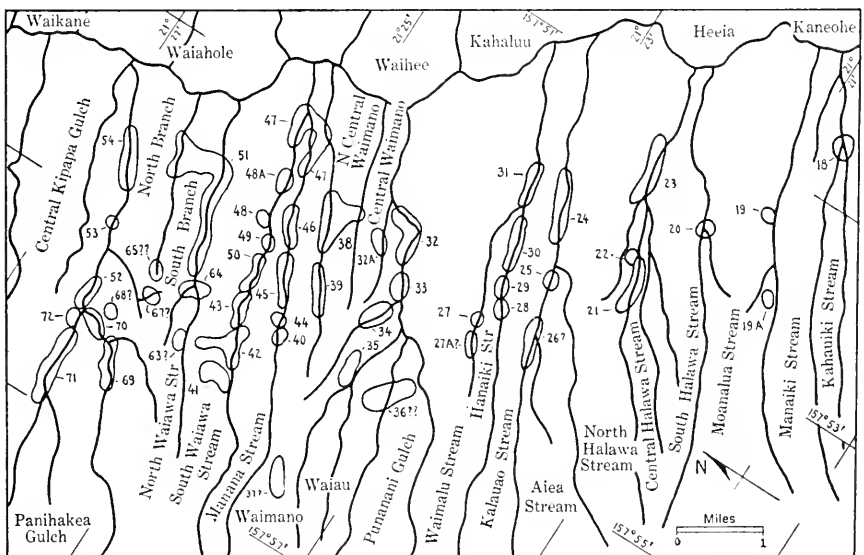 Waikane
21°
27'
Waiahole
21°25'
Waihee
Kahaluu
157°51'
21°
23'
Heeia
Kaneohe
21°
Central Kipapa Gulch
North Branch
South Branch
N Central
Waimano
Central Waimano
54
53
52
65??
67?
68?
72
70
71
69
51
64
63?
47
47
48A
48
49
50
46
45
43
44
40
42
41
38
39
37?
32A
32
33
34
35
36??
31
30
29
28
27
27A?
24
25
26?
23
22
21
20
19
19A
18
North Waiawa Str
South Waiawa
Stream
Manana Stream
Waimano
Waiau
Punanani Gulch
Waimalu Stream
Hanaiki Str
Kalauao Stream
Aiea
Stream
North
Halawa
Stream
Central Halawa Stream
South Halawa Stream
Moanalua Stream
Manaiki Stream
Kahauiki Stream
Panihakea
Gulch
157°57'
157°55'
157°53'
N
Miles
0
1